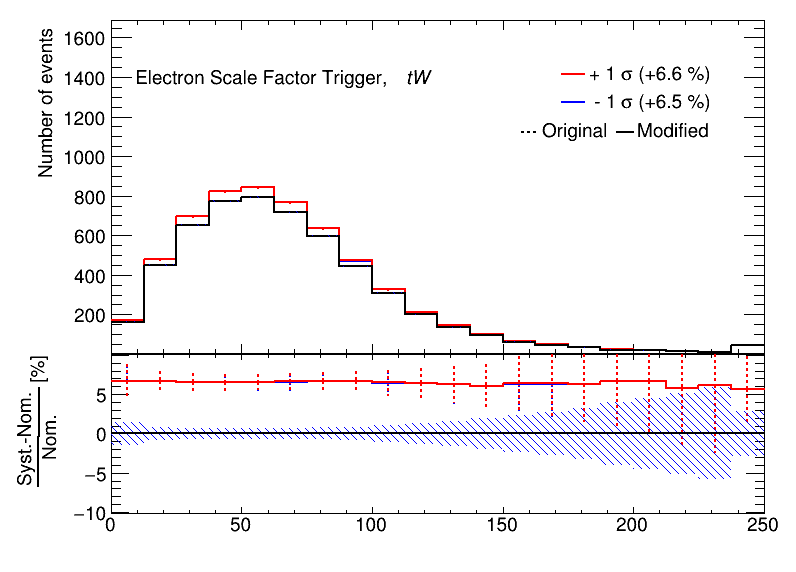 1600
1400
1200
1000
800
600
400
200
Number of events
Electron Scale Factor Trigger, tW
+ 1 σ (+6.6 %)
- 1 σ (+6.5 %)
Original Modified
Syst.-Nom.
Nom.
[%]
5
0
−5
−10
0 50 100 150 200 250